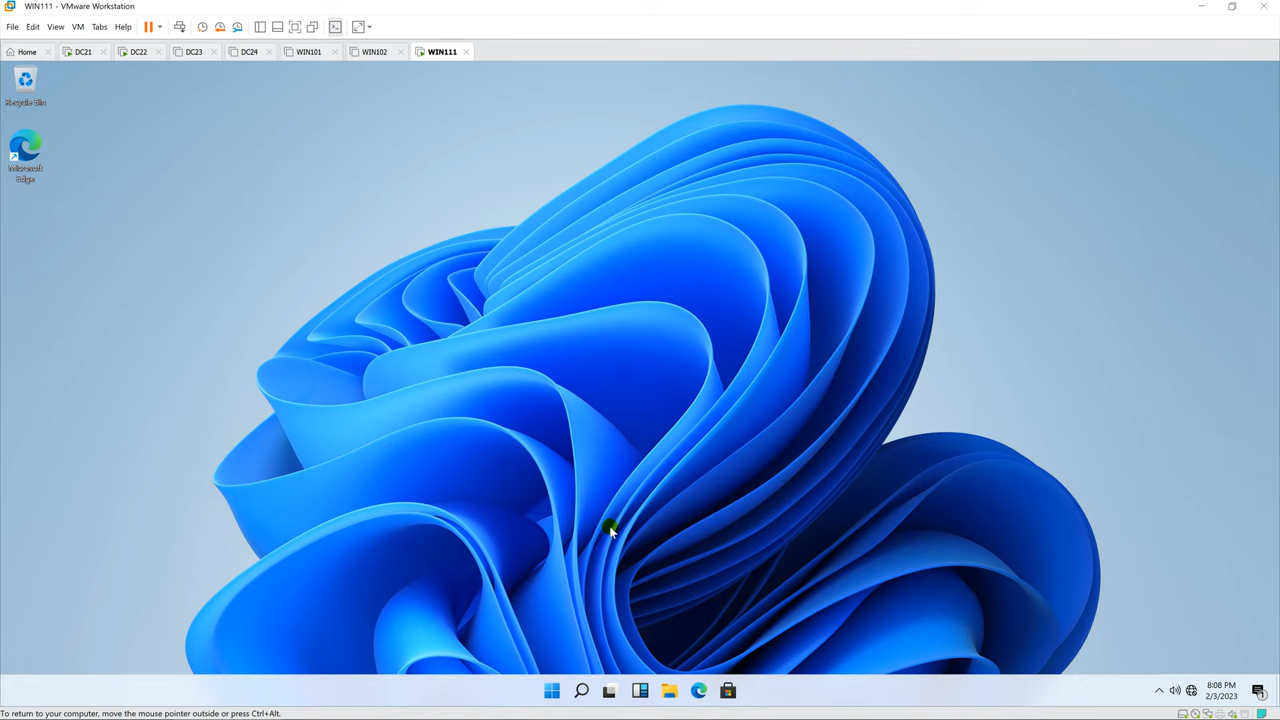 WIN111 - VMware Workstation
File Edit View VM Tabs Help
Home DC21 DC22 DC23 DC24 WIN101 WIN102 WIN111
Recycle Bin
Microsoft
Edge
8:08 PM
2/3/2023
To return to your computer, move the mouse pointer outside or press Ctrl+Alt.